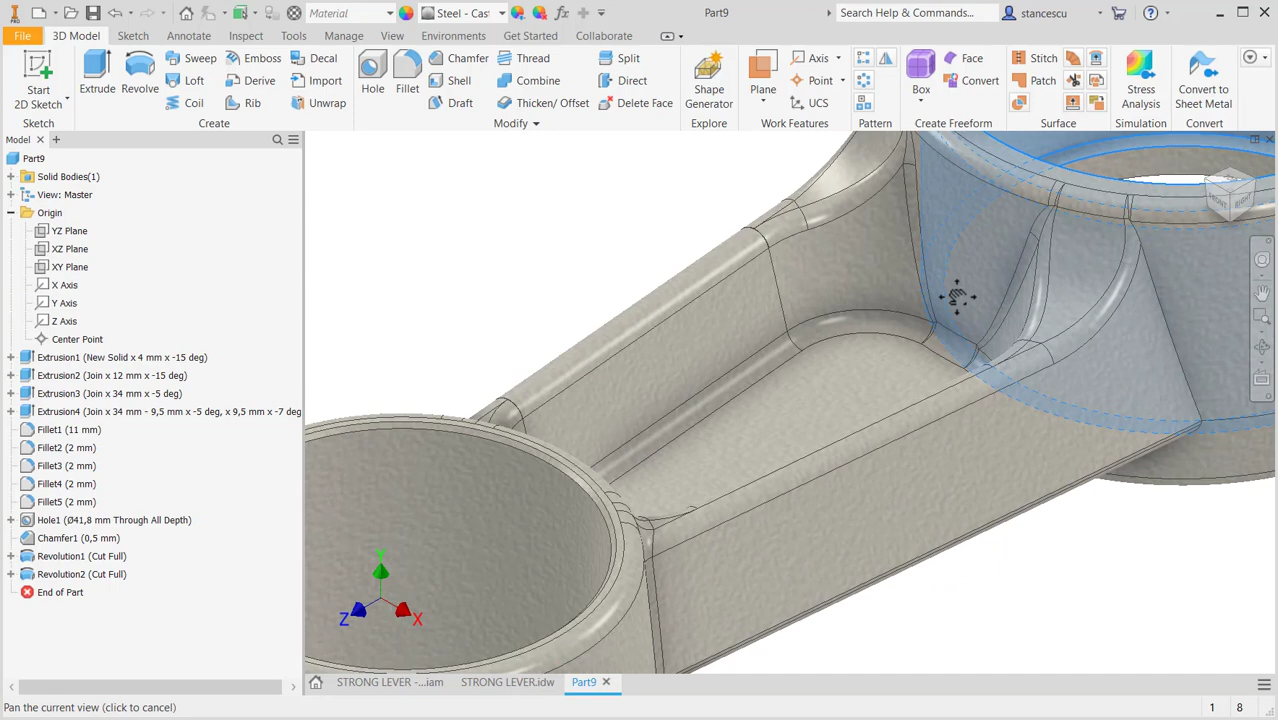 Material
Steel - Cas
Part9
Search Help & Commands...
stancescu
File
3D Model
Sketch
Annotate
Inspect
Tools
Manage
View
Environments
Get Started
Collaborate
Start
2D Sketch
Extrude
Revolve
Sweep
Emboss
Decal
Loft
Derive
Import
Coil
Rib
Unwrap
Hole
Fillet
Chamfer
Thread
Split
Shell
Combine
Direct
Draft
Thicken/ Offset
Delete Face
Shape
Generator
Plane
Axis
Point
UCS
Box
Face
Convert
Stitch
Patch
Stress
Analysis
Convert to
Sheet Metal
Sketch
Create
Modify
Explore
Work Features
Pattern
Create Freeform
Surface
Simulation
Convert
Model
Part9
Solid Bodies(1)
View: Master
Origin
YZ Plane
XZ Plane
XY Plane
X Axis
Y Axis
Z Axis
Center Point
Extrusion1 (New Solid x 4 mm x -15 deg)
Extrusion2 (Join x 12 mm x -15 deg)
Extrusion3 (Join x 34 mm x -5 deg)
Extrusion4 (Join x 34 mm - 9,5 mm x -5 deg, x 9,5 mm x -7 deg
Fillet1 (11 mm)
Fillet2 (2 mm)
Fillet3 (2 mm)
Fillet4 (2 mm)
Fillet5 (2 mm)
Hole1 (Ø41,8 mm Through All Depth)
Chamfer1 (0,5 mm)
Revolution1 (Cut Full)
Revolution2 (Cut Full)
End of Part
FRONT
RIGHT
Y
Z
X
STRONG LEVER -...iam
STRONG LEVER.idw
Part9
Pan the current view (click to cancel)
1
8